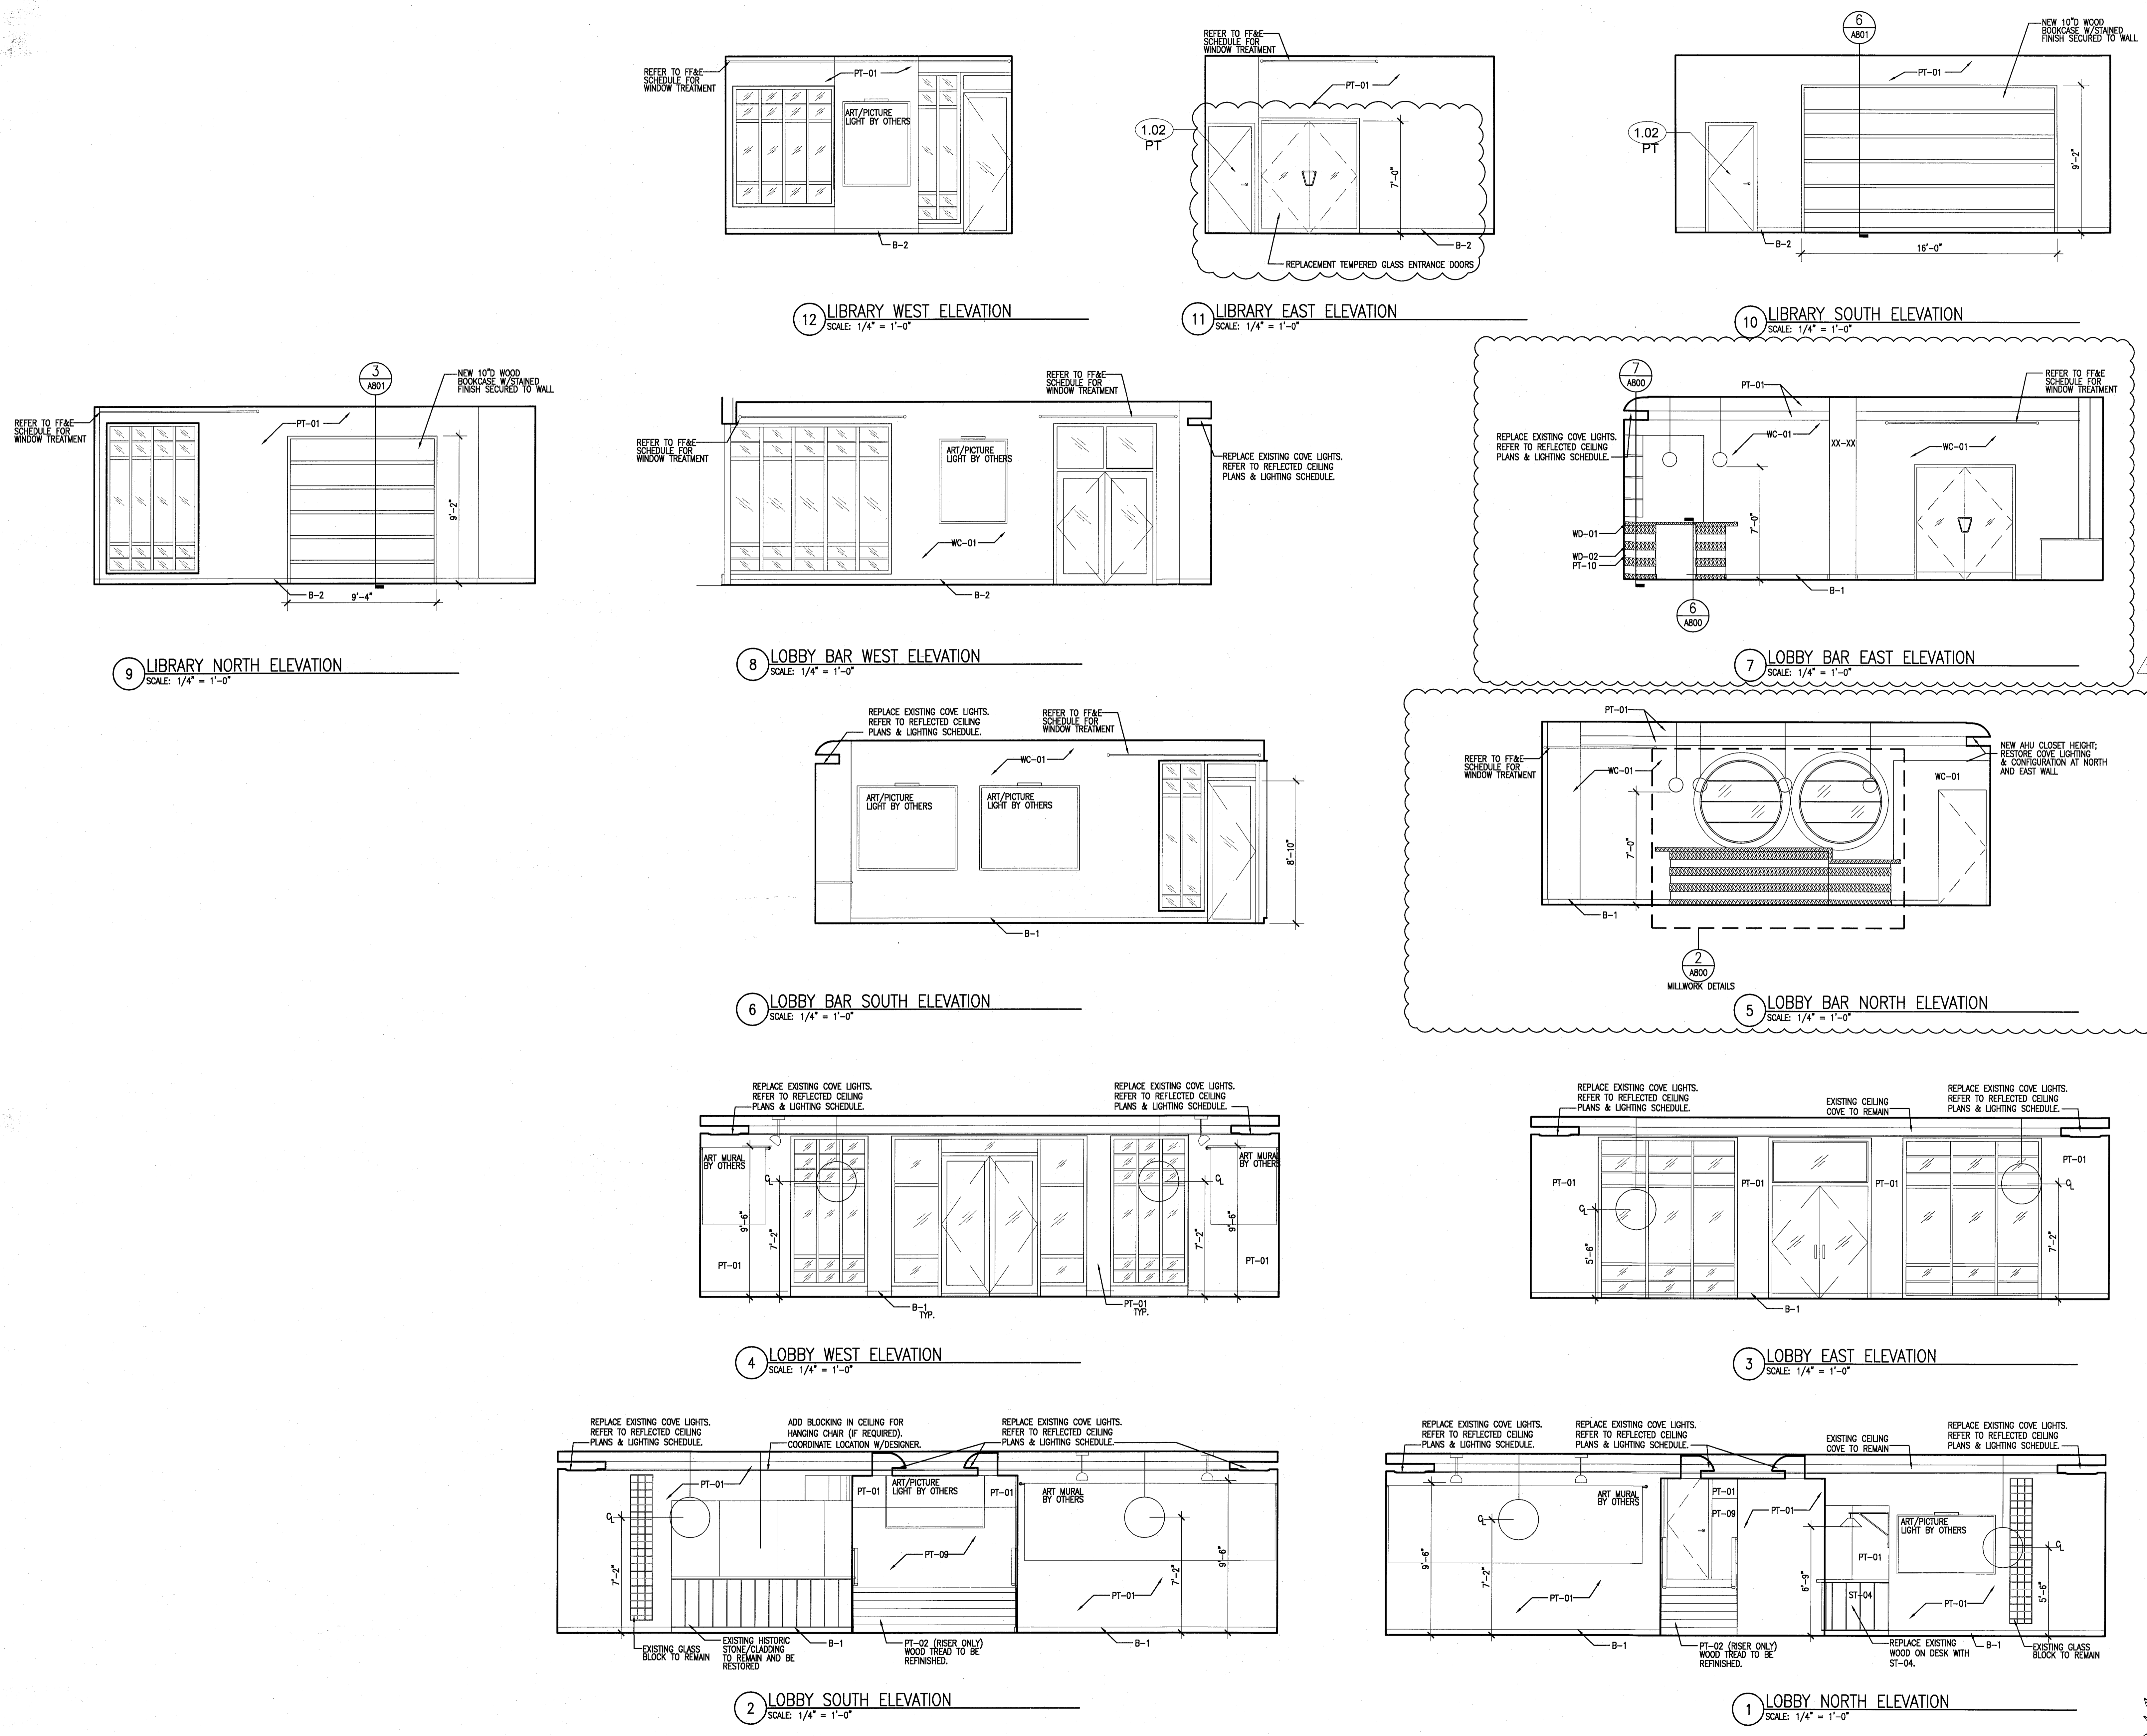 REFER TO FF&E
SCHEDULE FOR
WINDOW TREATMENT
PT-01
ART/PICTURE
LIGHT BY OTHERS
B-2
12
LIBRARY WEST ELEVATION
SCALE: 1/4" = 1'-0"
REFER TO FF&E
SCHEDULE FOR
WINDOW TREATMENT
PT-01
1.02
PT
7'-0"
B-2
REPLACEMENT TEMPERED GLASS ENTRANCE DOORS
11
LIBRARY EAST ELEVATION
SCALE: 1/4" = 1'-0"
6
A801
NEW 10"D WOOD
BOOKCASE W/STAINED
FINISH SECURED TO WALL
PT-01
1.02
PT
9'-2"
B-2
16'-0"
10
LIBRARY SOUTH ELEVATION
SCALE: 1/4" = 1'-0"
3
A801
NEW 10"D WOOD
BOOKCASE W/STAINED
FINISH SECURED TO WALL
REFER TO FF&E
SCHEDULE FOR
WINDOW TREATMENT
PT-01
9'-2"
B-2
9'-4"
9
LIBRARY NORTH ELEVATION
SCALE: 1/4" = 1'-0"
REFER TO FF&E
SCHEDULE FOR
WINDOW TREATMENT
REFER TO FF&E
SCHEDULE FOR
WINDOW TREATMENT
ART/PICTURE
LIGHT BY OTHERS
REPLACE EXISTING COVE LIGHTS.
REFER TO REFLECTED CEILING
PLANS & LIGHTING SCHEDULE.
WC-01
B-2
8
LOBBY BAR WEST ELEVATION
SCALE: 1/4" = 1'-0"
7
A800
PT-01
REFER TO FF&E
SCHEDULE FOR
WINDOW TREATMENT
REPLACE EXISTING COVE LIGHTS.
REFER TO REFLECTED CEILING
PLANS & LIGHTING SCHEDULE.
WC-01
XX-XX
WC-01
7'-0"
WD-01
WD-02
PT-10
B-1
6
A800
7
LOBBY BAR EAST ELEVATION
SCALE: 1/4" = 1'-0"
REPLACE EXISTING COVE LIGHTS.
REFER TO REFLECTED CEILING
PLANS & LIGHTING SCHEDULE.
REFER TO FF&E
SCHEDULE FOR
WINDOW TREATMENT
WC-01
ART/PICTURE
LIGHT BY OTHERS
ART/PICTURE
LIGHT BY OTHERS
8'-10"
B-1
6
LOBBY BAR SOUTH ELEVATION
SCALE: 1/4" = 1'-0"
PT-01
REFER TO FF&E
SCHEDULE FOR
WINDOW TREATMENT
WC-01
NEW AHU CLOSET HEIGHT;
RESTORE COVE LIGHTING
& CONFIGURATION AT NORTH
AND EAST WALL
WC-01
7'-0"
B-1
2
A800
MILLWORK DETAILS
5
LOBBY BAR NORTH ELEVATION
SCALE: 1/4" = 1'-0"
REPLACE EXISTING COVE LIGHTS.
REFER TO REFLECTED CEILING
PLANS & LIGHTING SCHEDULE.
REPLACE EXISTING COVE LIGHTS.
REFER TO REFLECTED CEILING
PLANS & LIGHTING SCHEDULE.
ART MURAL
BY OTHERS
ART MURAL
BY OTHERS
CL
CL
9'-6"
7'-2"
7'-2"
9'-6"
PT-01
PT-01
B-1
TYP.
PT-01
TYP.
4
LOBBY WEST ELEVATION
SCALE: 1/4" = 1'-0"
REPLACE EXISTING COVE LIGHTS.
REFER TO REFLECTED CEILING
PLANS & LIGHTING SCHEDULE.
EXISTING CEILING
COVE TO REMAIN
REPLACE EXISTING COVE LIGHTS.
REFER TO REFLECTED CEILING
PLANS & LIGHTING SCHEDULE.
PT-01
PT-01
PT-01
PT-01
CL
CL
5'-6"
7'-2"
B-1
3
LOBBY EAST ELEVATION
SCALE: 1/4" = 1'-0"
REPLACE EXISTING COVE LIGHTS.
REFER TO REFLECTED CEILING
PLANS & LIGHTING SCHEDULE.
ADD BLOCKING IN CEILING FOR
HANGING CHAIR (IF REQUIRED).
COORDINATE LOCATION W/DESIGNER.
REPLACE EXISTING COVE LIGHTS.
REFER TO REFLECTED CEILING
PLANS & LIGHTING SCHEDULE.
PT-01
PT-01
ART/PICTURE
LIGHT BY OTHERS
PT-01
ART MURAL
BY OTHERS
CL
7'-2"
PT-09
PT-01
7'-2"
9'-6"
EXISTING GLASS
BLOCK TO REMAIN
EXISTING HISTORIC
STONE/CLADDING
TO REMAIN AND BE
RESTORED
B-1
PT-02 (RISER ONLY)
WOOD TREAD TO BE
REFINISHED.
B-1
2
LOBBY SOUTH ELEVATION
SCALE: 1/4" = 1'-0"
REPLACE EXISTING COVE LIGHTS.
REFER TO REFLECTED CEILING
PLANS & LIGHTING SCHEDULE.
REPLACE EXISTING COVE LIGHTS.
REFER TO REFLECTED CEILING
PLANS & LIGHTING SCHEDULE.
EXISTING CEILING
COVE TO REMAIN
REPLACE EXISTING COVE LIGHTS.
REFER TO REFLECTED CEILING
PLANS & LIGHTING SCHEDULE.
ART MURAL
BY OTHERS
PT-01
PT-09
PT-01
ART/PICTURE
LIGHT BY OTHERS
CL
CL
9'-6"
7'-2"
PT-01
6'-9"
PT-01
ST-04
PT-01
5'-6"
B-1
PT-02 (RISER ONLY)
WOOD TREAD TO BE
REFINISHED.
REPLACE EXISTING
WOOD ON DESK WITH
ST-04.
B-1
EXISTING GLASS
BLOCK TO REMAIN
1
LOBBY NORTH ELEVATION
SCALE: 1/4" = 1'-0"